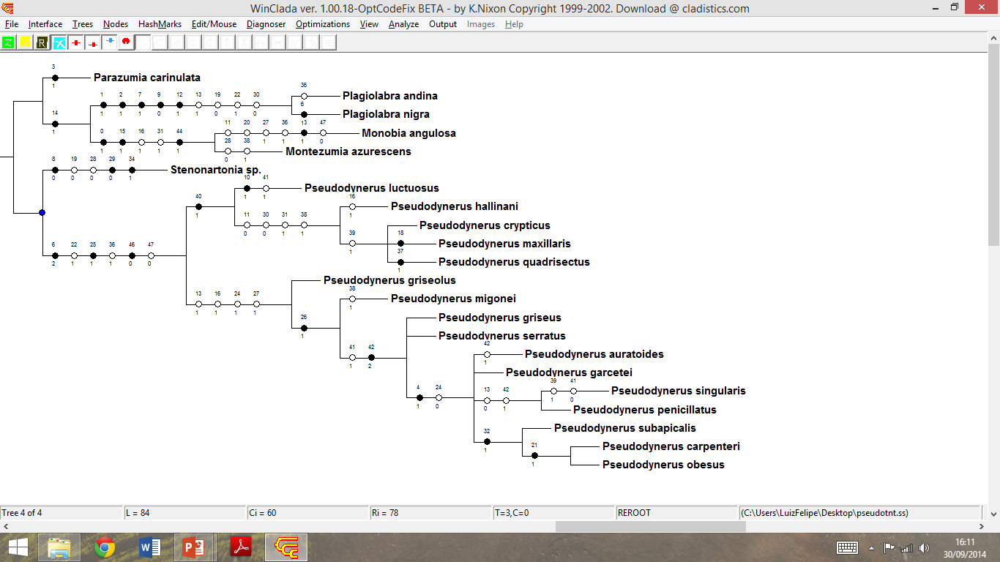 WinClada ver. 1.00.18-OptCodeFix BETA - by K.Nixon Copyright 1999-2002. Download @ cladistics.com
File Interface Trees Nodes HashMarks Edit/Mouse Diagnoser Optimizations View Analyze Output Images Help
Z R
3
1
Parazumia carinulata
36
Plagiolabra andina
1 2 7 9 12 13 19 22 30
1 1 1 0 1 1 0 1 0
6
Plagiolabra nigra
14
1
11 20 27 36 13 47
1 1 1 0
Monobia angulosa
0 15 16 31 44
1 1 1 1 1
28 38
0 1
Montezumia azurescens
8 19 28 29 34
0 0 0 0 1
Stenonartonia sp.
10 41
1 1
Pseudodynerus luctuosus
40
1
16
1
Pseudodynerus hallinani
11 30 31 38
0 0 1 1
Pseudodynerus crypticus
39
1
18
Pseudodynerus maxillaris
37
1
Pseudodynerus quadrisectus
6 22 25 36 46 47
2 1 1 1 0 0
Pseudodynerus griseolus
13 16 24 27
1 1 1 1
38
1
Pseudodynerus migonei
26
1
Pseudodynerus griseus
Pseudodynerus serratus
41 42
1 2
42
1
Pseudodynerus auratoides
Pseudodynerus garcetei
4 24
1 0
39 41
1 0
Pseudodynerus singularis
13 42
0 1
Pseudodynerus penicillatus
Pseudodynerus subapicalis
32
1
21
1
Pseudodynerus carpenteri
Pseudodynerus obesus
Tree 4 of 4 L = 84 Ci = 60 Ri = 78 T=3,C=0 REROOT (C:\Users\LuizFelipe\Desktop\pseudotnt.ss)
16:11
30/09/2014